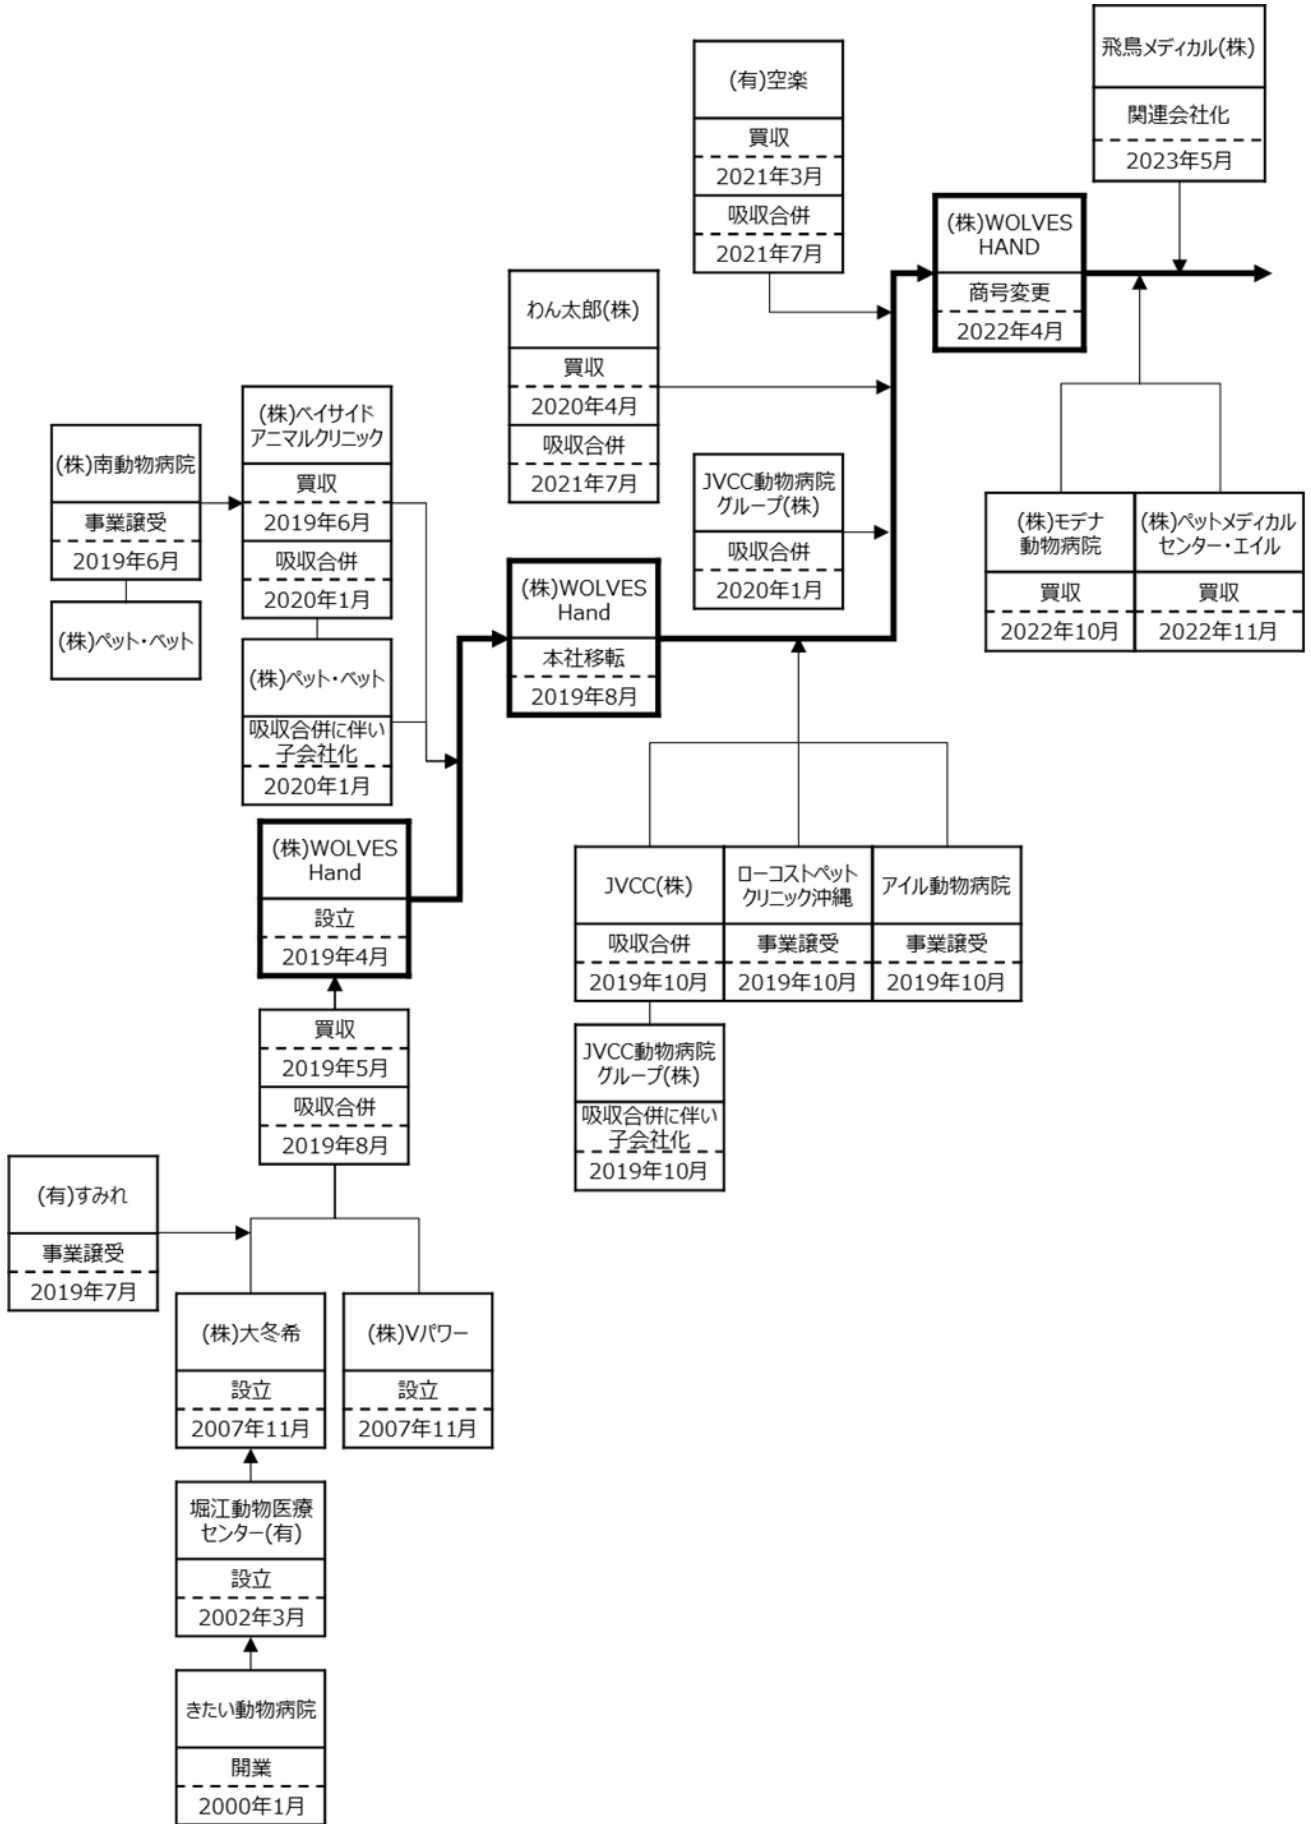 飛鳥メディカル(株)
関連会社化
2023年5月
(有)空楽
買収
2021年3月
吸収合併
2021年7月
(株)WOLVES
HAND
商号変更
2022年4月
わん太郎(株)
買収
2020年4月
吸収合併
2021年7月
(株)ベイサイド
アニマルクリニック
買収
2019年6月
吸収合併
2020年1月
(株)南動物病院
事業譲受
2019年6月
(株)ペット・ベット
(株)ペット・ベット
吸収合併に伴い
子会社化
2020年1月
JVCC動物病院
グループ(株)
吸収合併
2020年1月
(株)モデナ
動物病院
買収
2022年10月
(株)ペットメディカル
センター・エイル
買収
2022年11月
(株)WOLVES
Hand
本社移転
2019年8月
(株)WOLVES
Hand
設立
2019年4月
JVCC(株)
吸収合併
2019年10月
ローコストペット
クリニック沖縄
事業譲受
2019年10月
アイル動物病院
事業譲受
2019年10月
JVCC動物病院
グループ(株)
吸収合併に伴い
子会社化
2019年10月
買収
2019年5月
吸収合併
2019年8月
(有)すみれ
事業譲受
2019年7月
(株)大冬希
設立
2007年11月
(株)Vパワー
設立
2007年11月
堀江動物医療
センター(有)
設立
2002年3月
きたい動物病院
開業
2000年1月